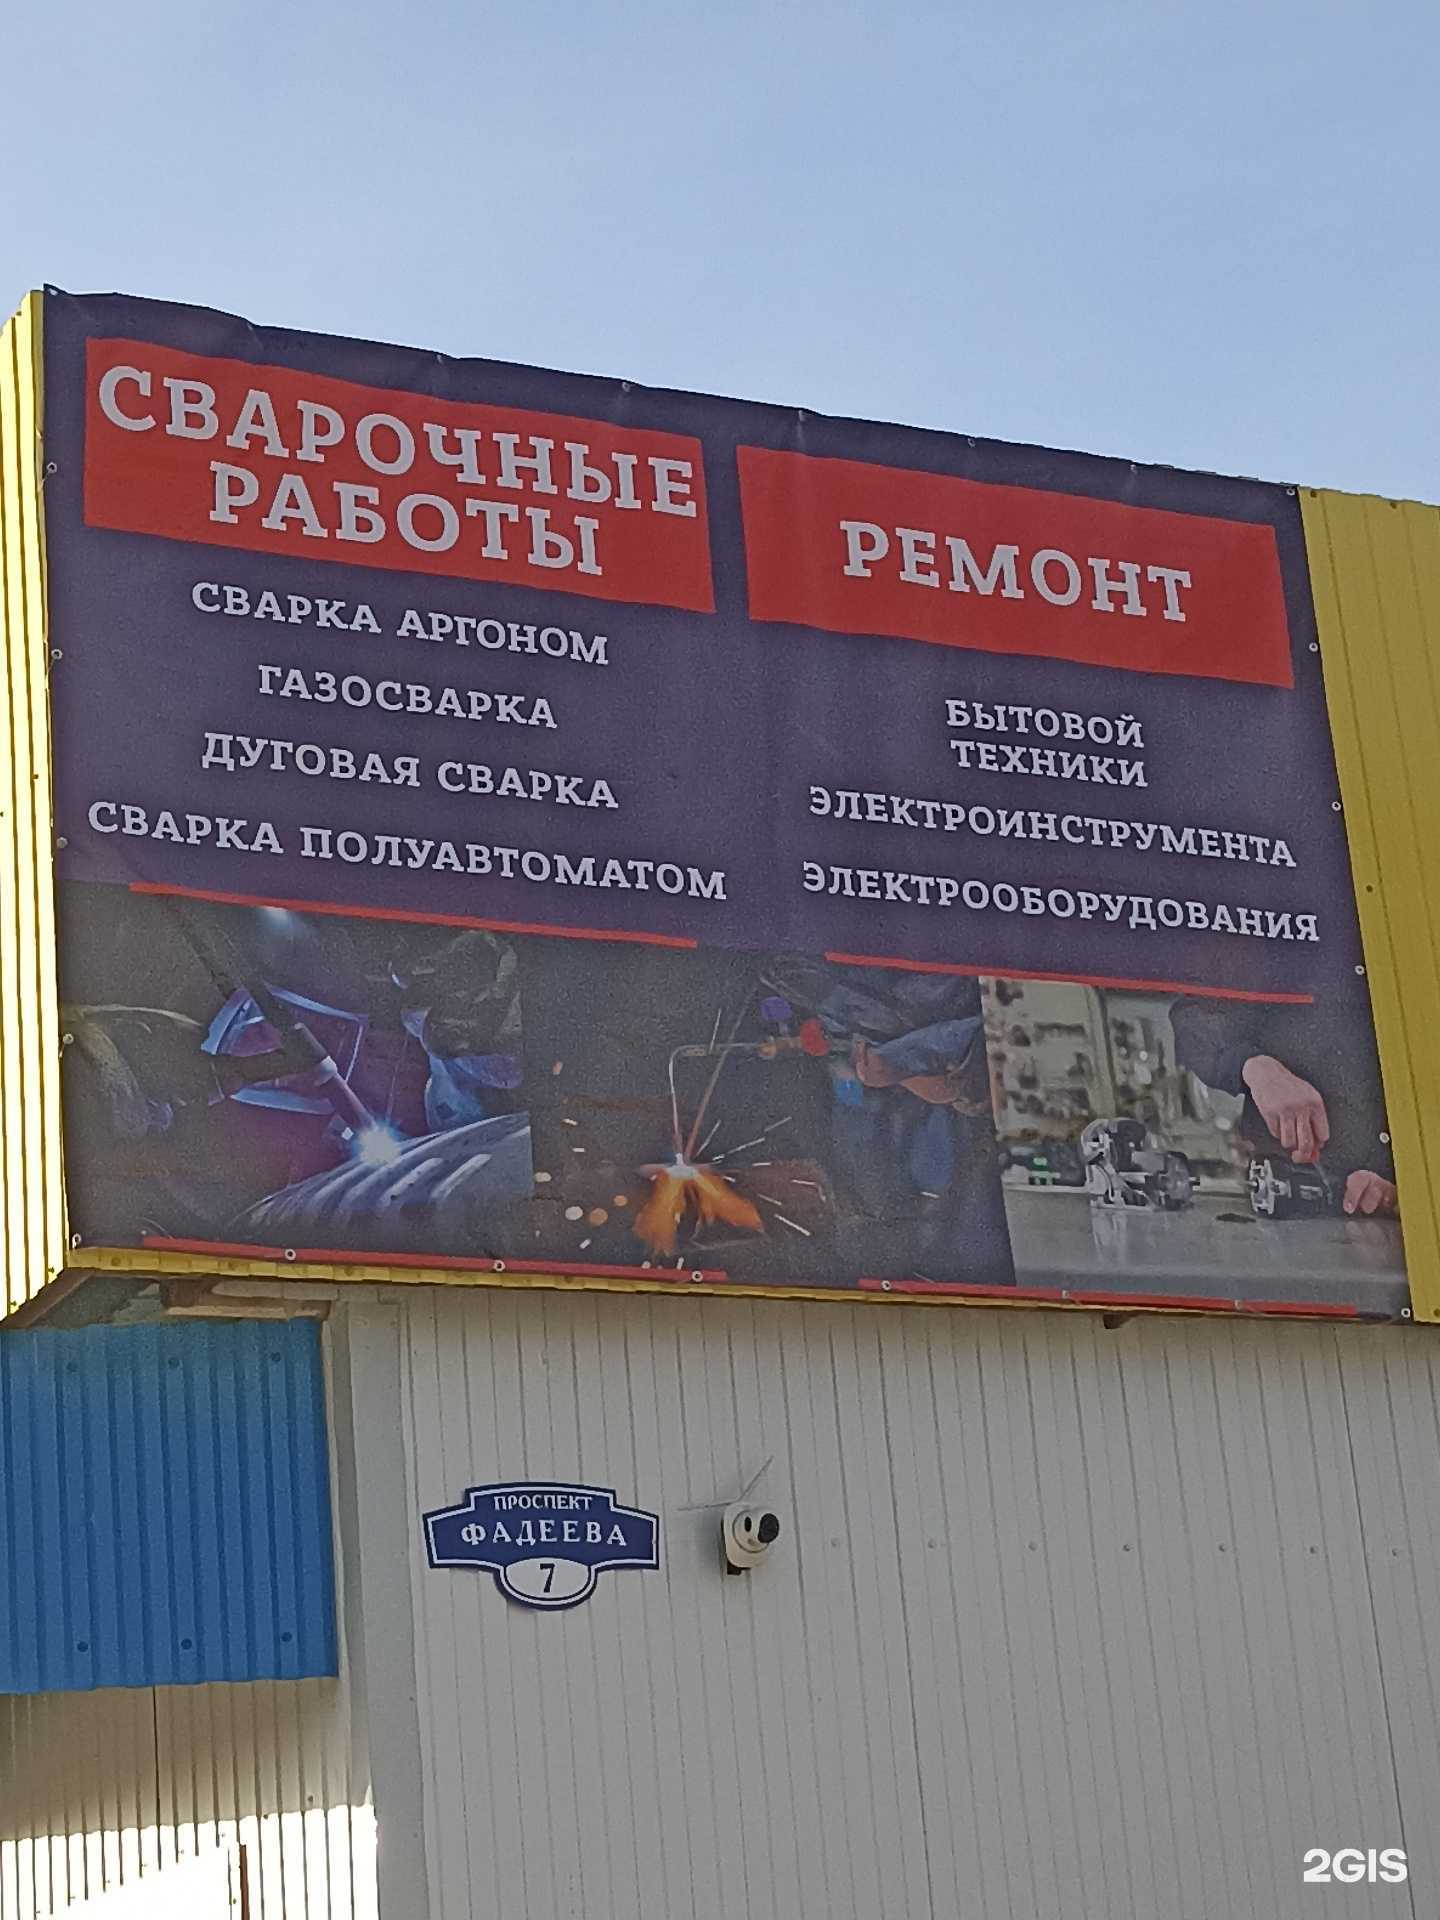 СВАРОЧНЫЕ
РАБОТЫ
СВАРКА АРГОНОМ
ГАЗОСВАРКА
ДУГОВАЯ СВАРКА
СВАРКА ПОЛУАВТОМАТОМ
РЕМОНТ
БЫТОВОЙ
ТЕХНИКИ
ЭЛЕКТРОИНСТРУМЕНТА
ЭЛЕКТРООБОРУДОВАНИЯ
ПРОСПЕКТ
ФАДЕЕВА
7
2GIS